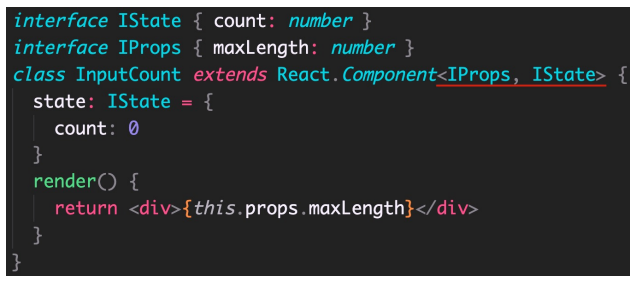 interface IState { count: number }
interface IProps { maxLength: number }
class InputCount extends React.Component<IProps, IState> {
  state: IState = {
    count: 0
  }
  render() {
    return <div>{this.props.maxLength}</div>
  }
}